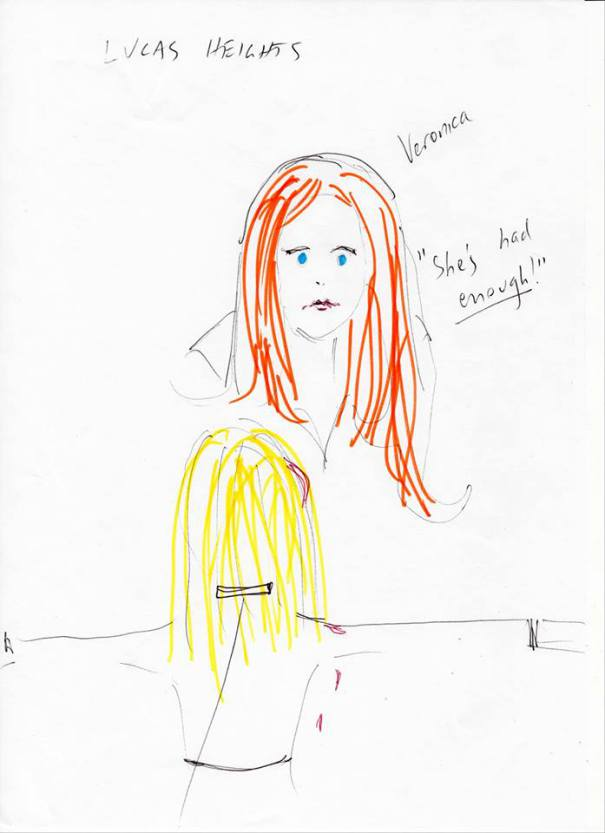 LUCAS HEIGHTS
Veronica
"She's had
enough!"